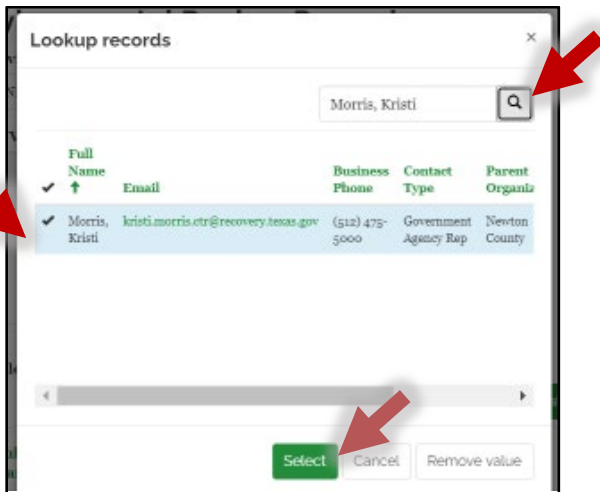 Lookup records ×
Morris, Kristi
Full
Name Business Contact Parent
✓ ↑ Email Phone Type Organiz
✓ Morris, kristi.morris.ctr@recovery.texas.gov (512) 475- Government Newton
Kristi 5000 Agency Rep County
Select Cancel Remove value